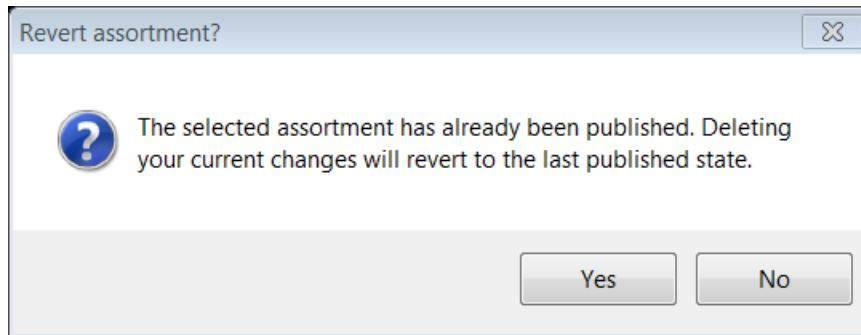 Revert assortment?
The selected assortment has already been published. Deleting
your current changes will revert to the last published state.
Yes
No